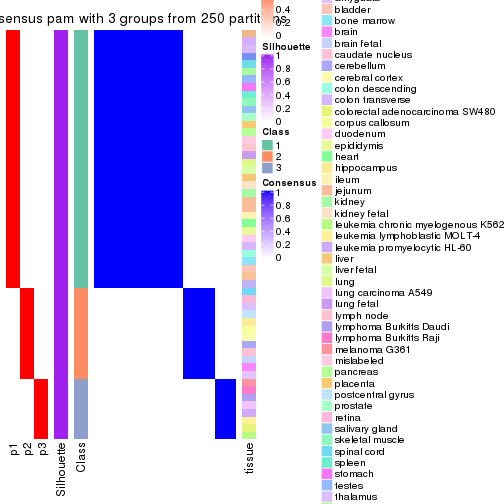 sensus pam with 3 groups from 250 partitions
0.4
0.2
0
Silhouette
1
0.8
0.6
0.4
0.2
0
Class
1
2
3
Consensus
1
0.8
0.6
0.4
0.2
0
bladder
bone marrow
brain
brain fetal
caudate nucleus
cerebellum
cerebral cortex
colon descending
colon transverse
colorectal adenocarcinoma SW480
corpus callosum
duodenum
epididymis
heart
hippocampus
ileum
jejunum
kidney
kidney fetal
leukemia chronic myelogenous K562
leukemia lymphoblastic MOLT-4
leukemia promyelocytic HL-60
liver
liver fetal
lung
lung carcinoma A549
lung fetal
lymph node
lymphoma Burkitts Daudi
lymphoma Burkitts Raji
melanoma G361
mislabeled
pancreas
placenta
postcentral gyrus
prostate
retina
salivary gland
skeletal muscle
spinal cord
spleen
stomach
testes
thalamus
p1
p2
p3
Silhouette
Class
tissue